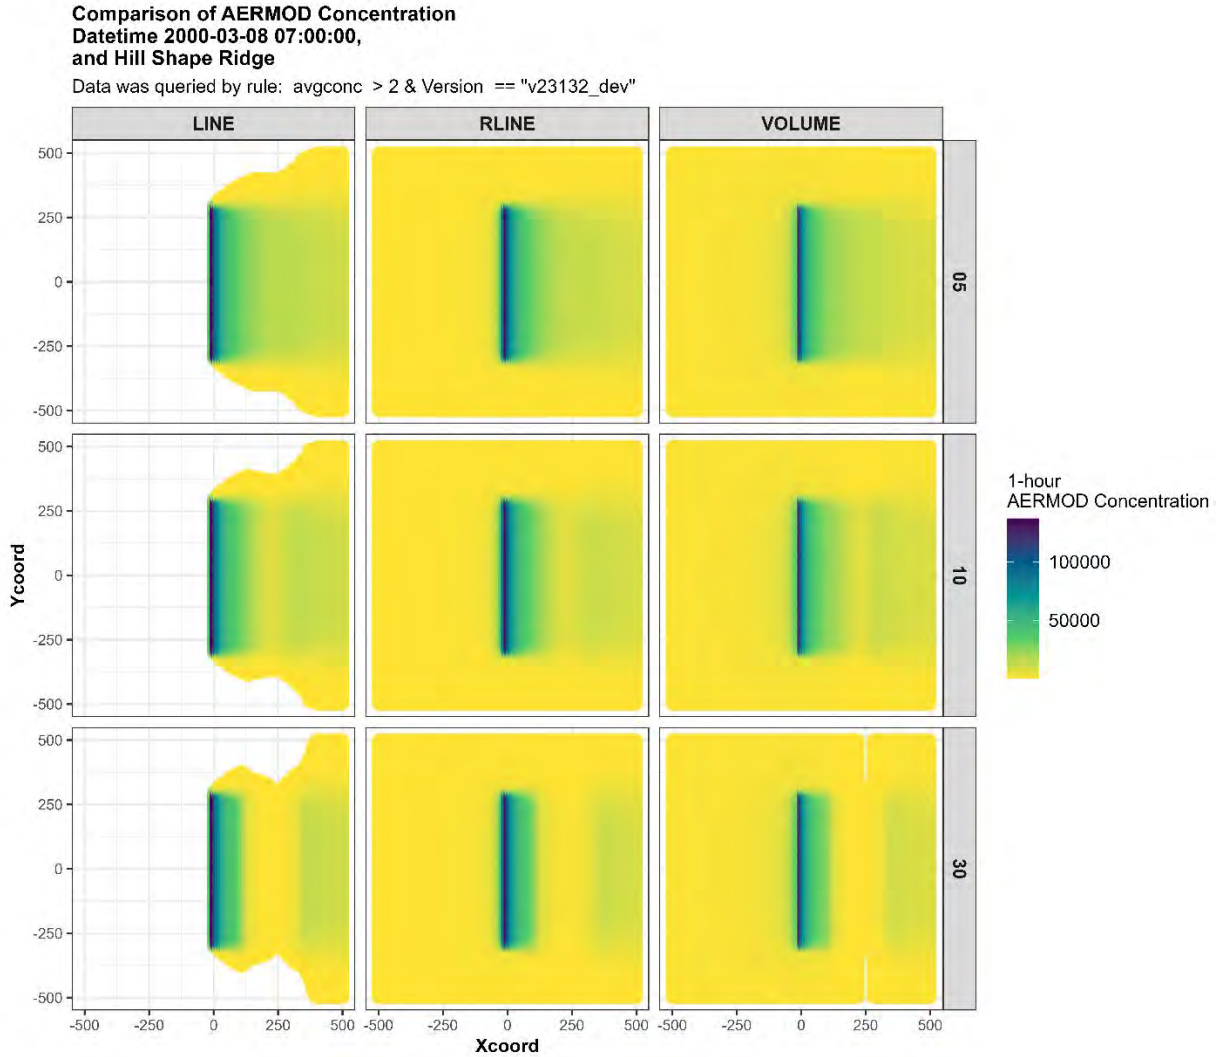 Comparison of AERMOD Concentration
Datetime 2000-03-08 07:00:00,
and Hill Shape Ridge
Data was queried by rule:  avgconc  > 2 & Version  == "v23132_dev"
LINE
RLINE
VOLUME
500
250
0
-250
-500
05
500
250
0
-250
-500
10
500
250
0
-250
-500
30
Ycoord
-500 -250 0 250 500
-500 -250 0 250 500
-500 -250 0 250 500
Xcoord
1-hour
AERMOD Concentration
100000
50000